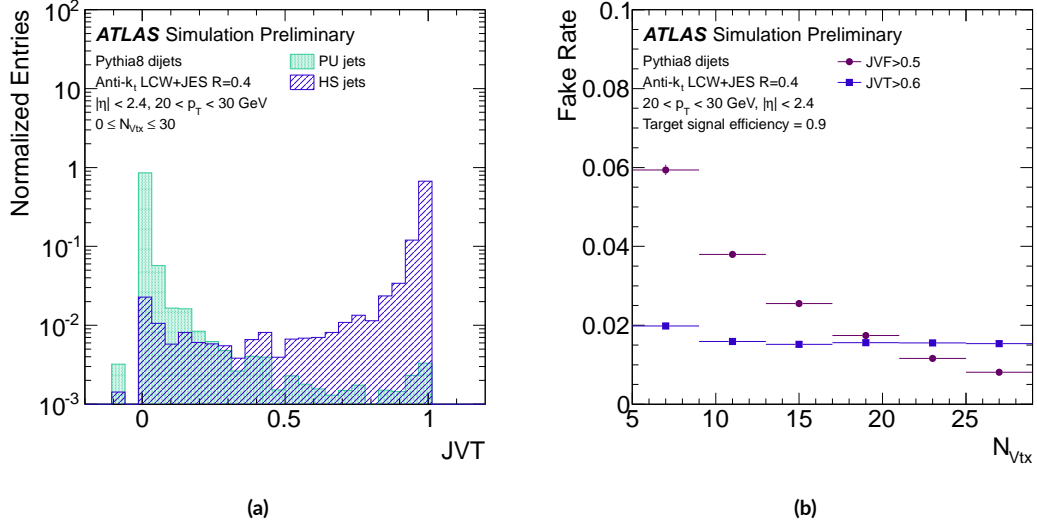 Normalized Entries
10²
10
1
10⁻¹
10⁻²
10⁻³
ATLAS Simulation Preliminary
Pythia8 dijets
Anti-kₜ LCW+JES R=0.4
|η| < 2.4, 20 < p_T < 30 GeV
0 ≤ N_Vtx ≤ 30
PU jets
HS jets
0
0.5
1
JVT
(a)
Fake Rate
0.1
0.08
0.06
0.04
0.02
0
ATLAS Simulation Preliminary
Pythia8 dijets
Anti-kₜ LCW+JES R=0.4
20 < p_T < 30 GeV, |η| < 2.4
Target signal efficiency = 0.9
JVF>0.5
JVT>0.6
5 10 15 20 25
N_Vtx
(b)